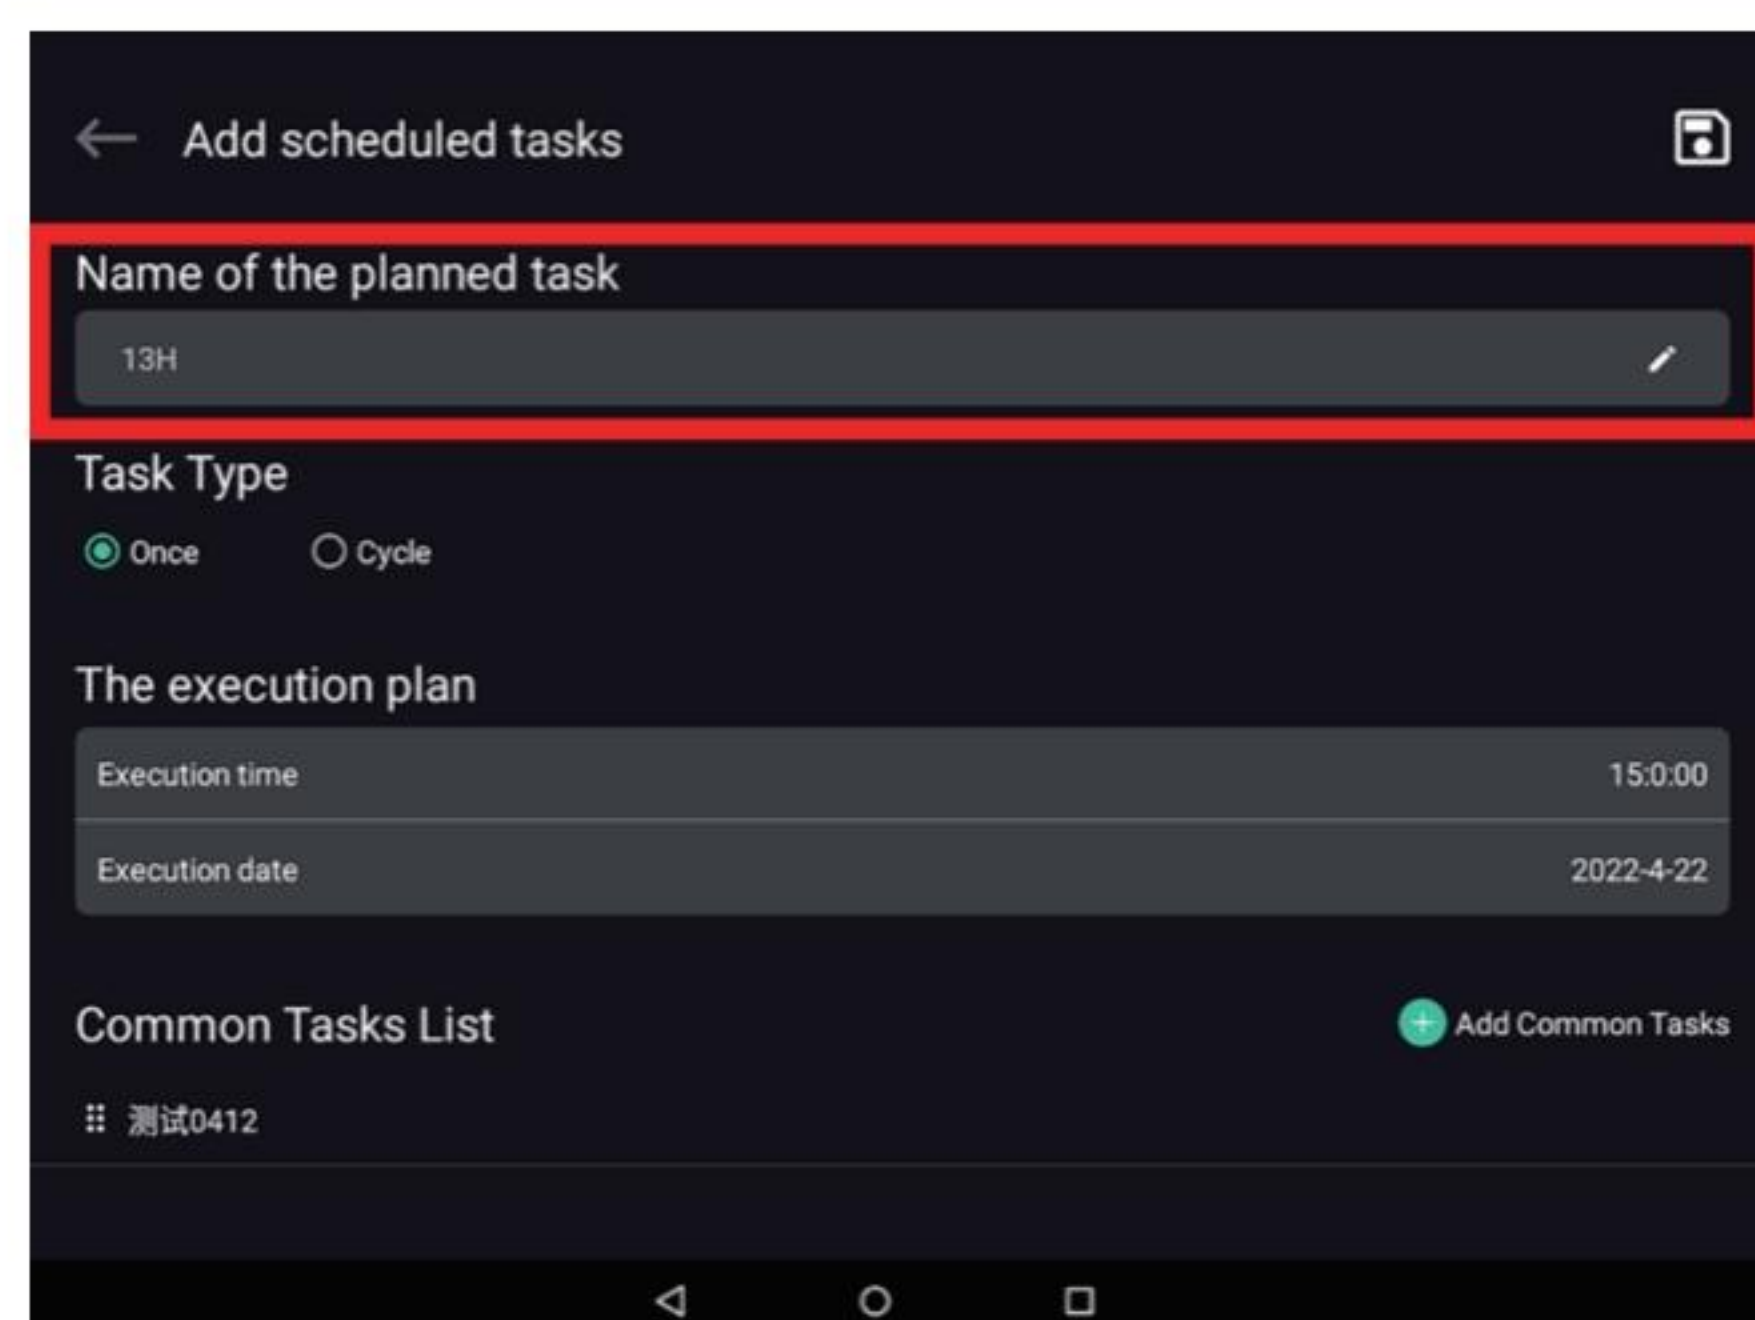 Add scheduled tasks
Name of the planned task
13H
Task Type
Once Cycle
The execution plan
Execution time 15:0:00
Execution date 2022-4-22
Common Tasks List Add Common Tasks
测试0412